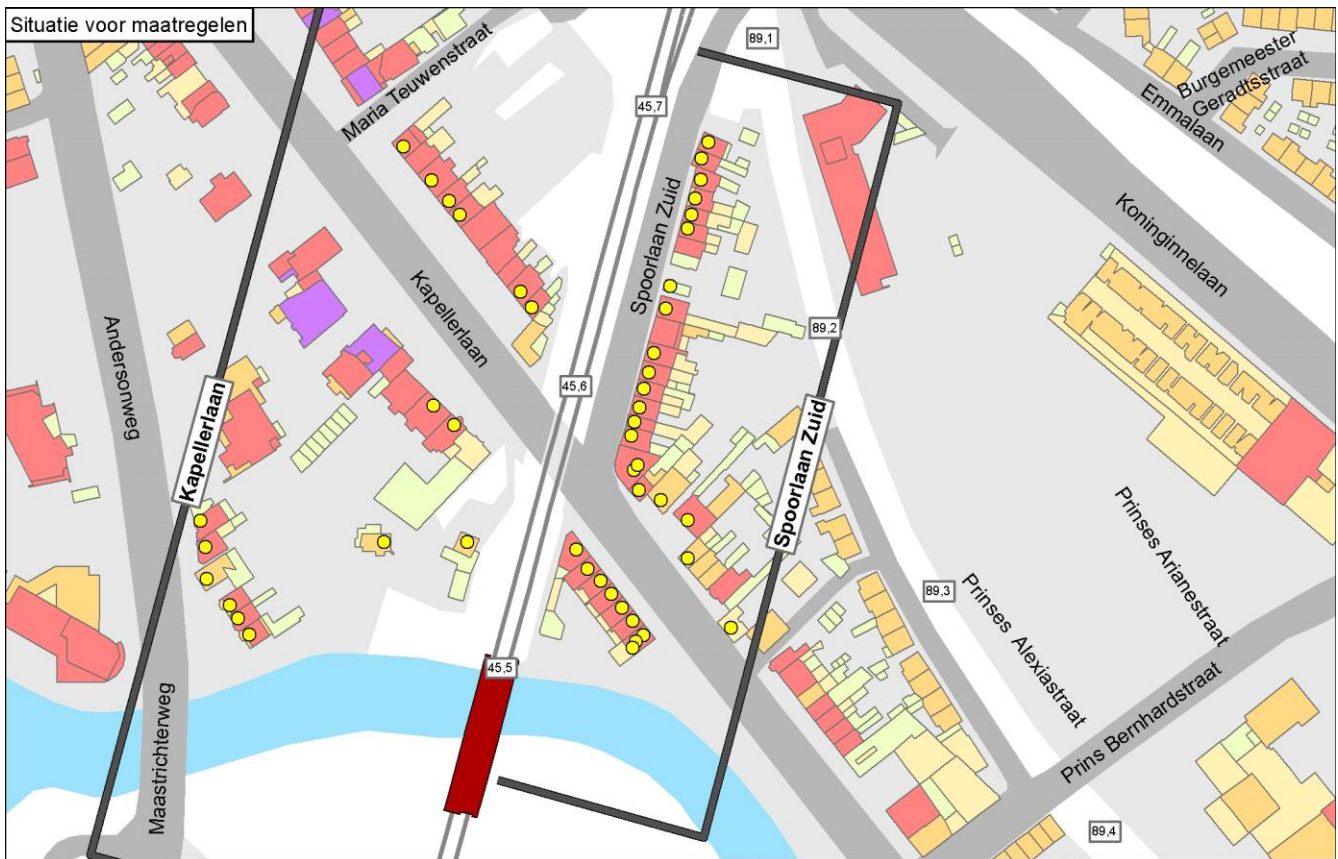 Situatie voor maatregelen
89,1
Burgemeester
Geradtsstraat
Emmalaan
Maria Teuwenstraat
45,7
Spoorlaan Zuid
Koninginnelaan
Kapellerlaan
Andersonweg
89,2
45,6
Kapellerlaan
Spoorlaan Zuid
Prinses Arianestraat
89,3
Prinses Alexiastraat
45,5
Maastrichterweg
Prins Bernhardstraat
89,4